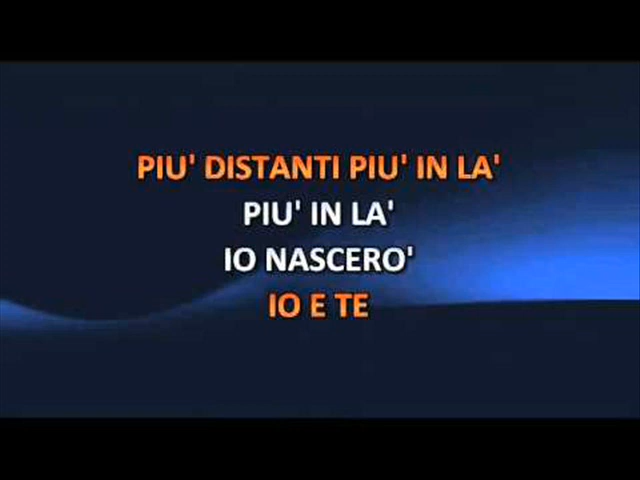 PIU' DISTANTI PIU' IN LA'
PIU' IN LA'
IO NASCERO'
IO E TE